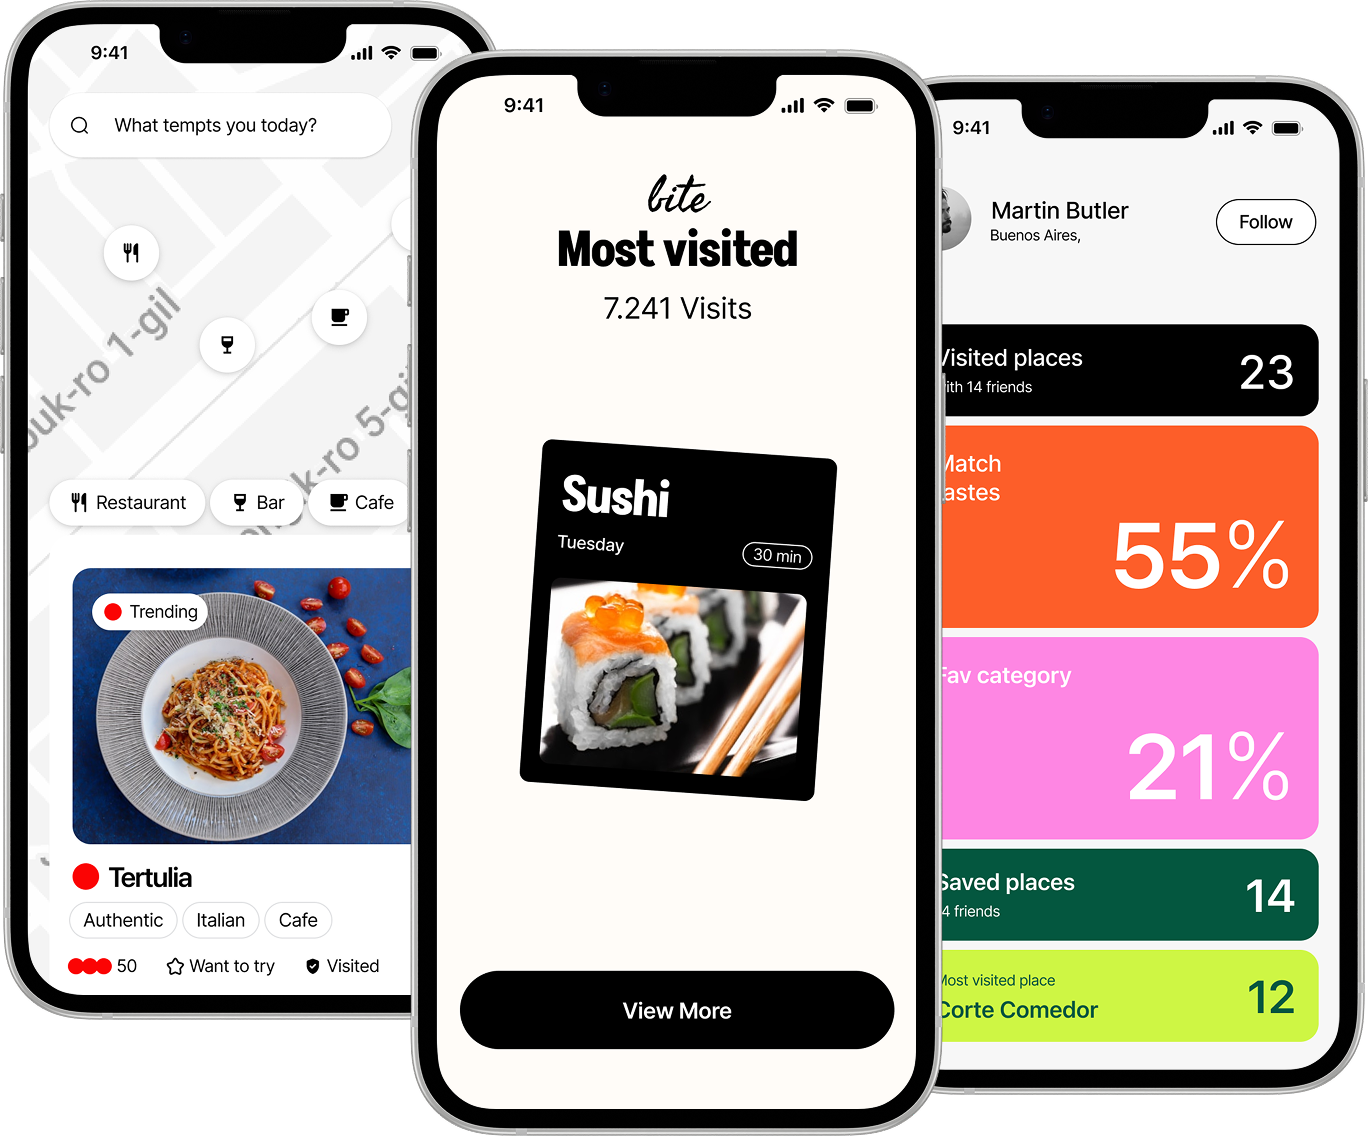 9:41
What tempts you today?
buk-ro 1-gil
k-ro 5-gi
Restaurant
Bar
Cafe
Trending
Tertulia
Authentic
Italian
Cafe
50
Want to try
Visited
9:41
bite
Most visited
7.241 Visits
Sushi
Tuesday
30 min
View More
9:41
Martin Butler
Buenos Aires,
Follow
Visited places
ith 14 friends
23
Match
astes
55%
Fav category
21%
Saved places
4 friends
14
Most visited place
Corte Comedor
12